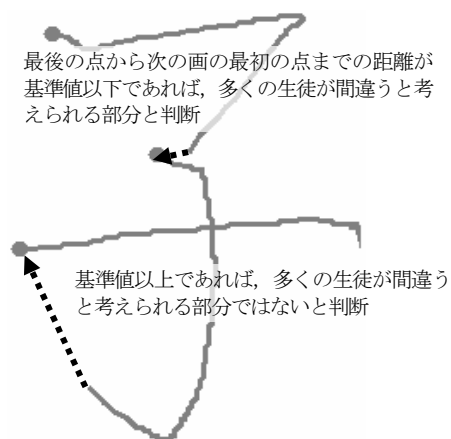 最後の点から次の画の最初の点までの距離が
基準値以下であれば，多くの生徒が間違うと考
えられる部分と判断
基準値以上であれば，多くの生徒が間違う
と考えられる部分ではないと判断